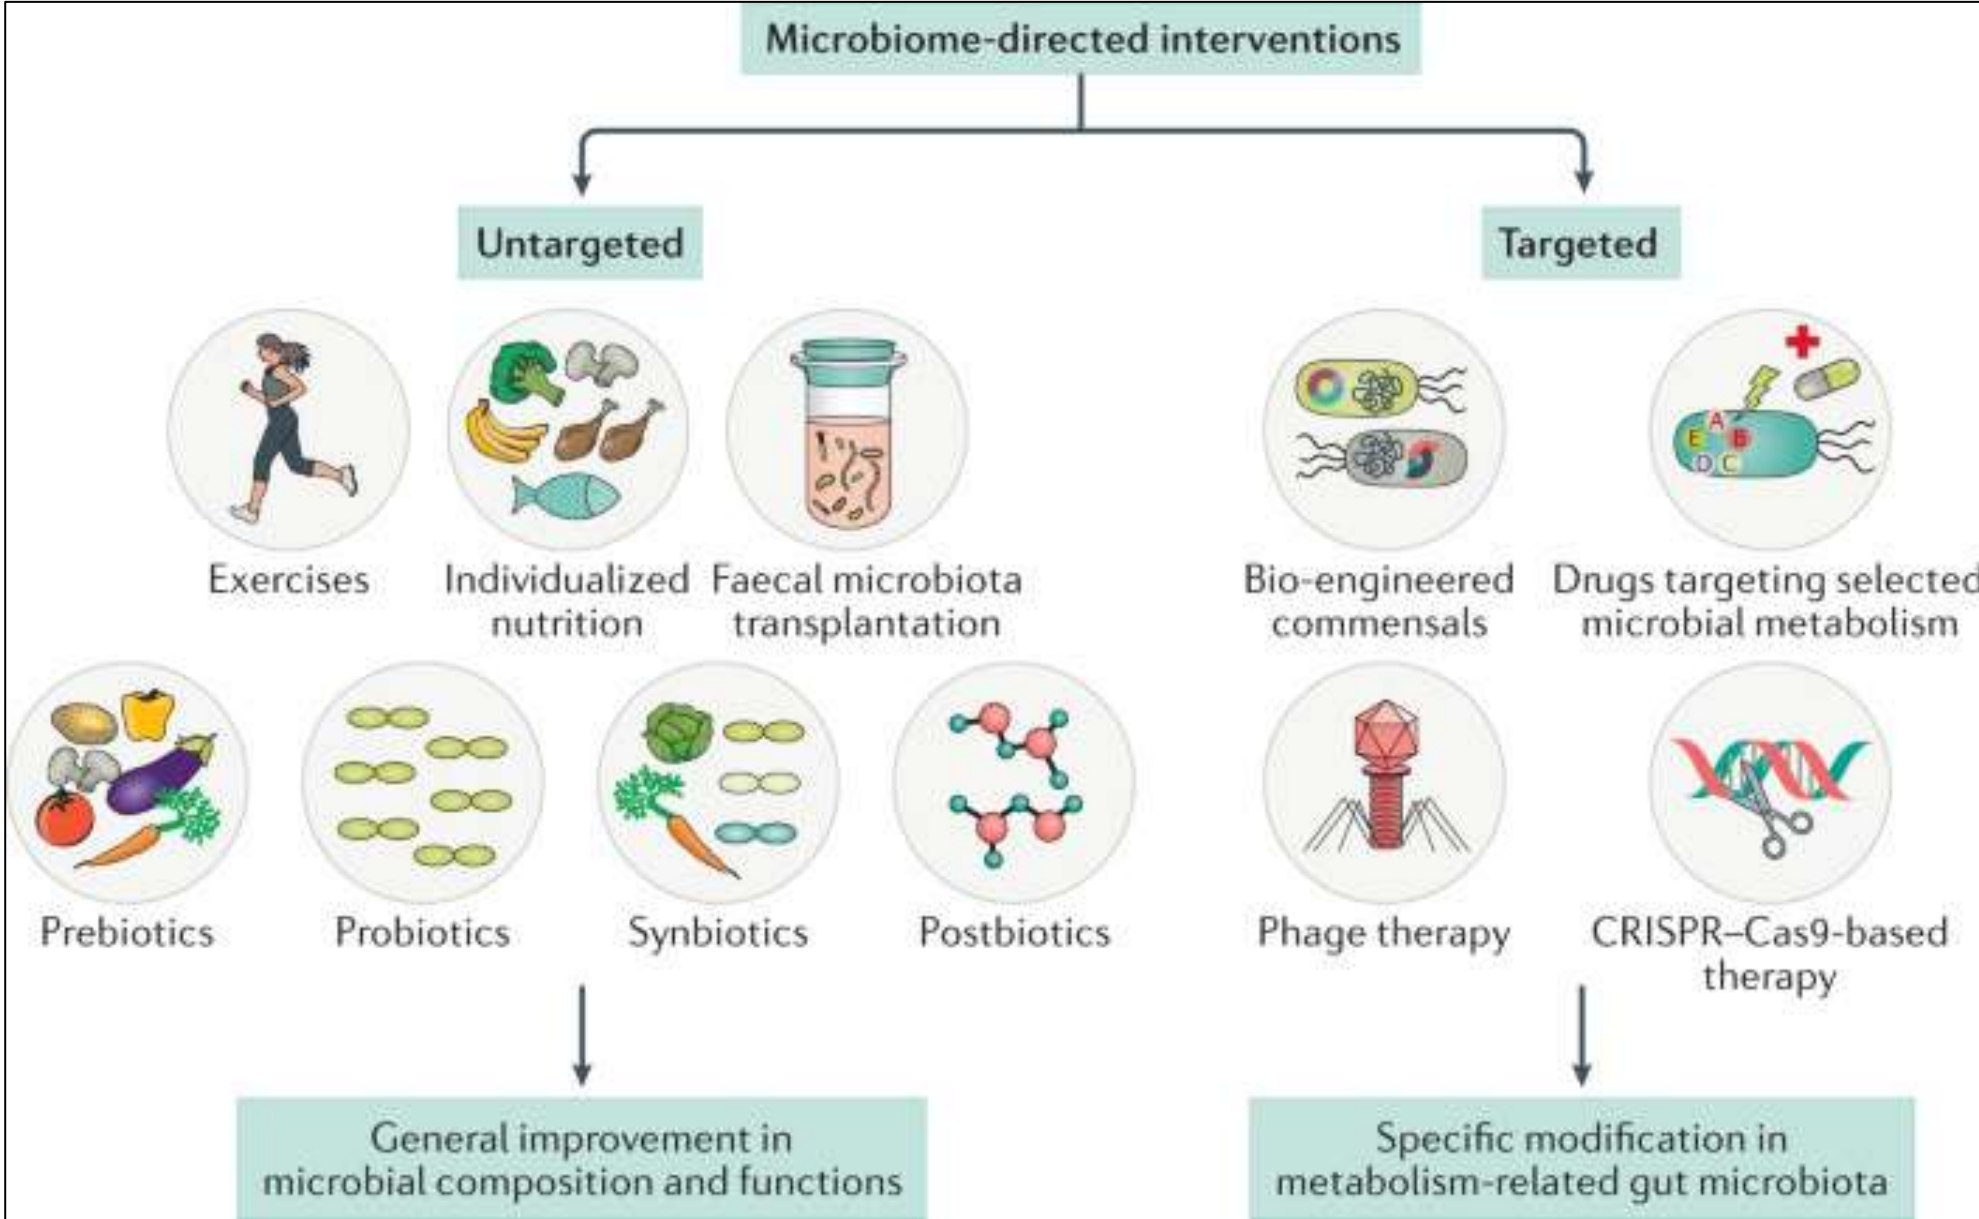 Microbiome-directed interventions
Untargeted
Targeted
Exercises
Individualized
nutrition
Faecal microbiota
transplantation
Bio-engineered
commensals
A
E
B
D
C
Drugs targeting selected
microbial metabolism
Prebiotics
Probiotics
Synbiotics
Postbiotics
Phage therapy
CRISPR–Cas9-based
therapy
General improvement in
microbial composition and functions
Specific modification in
metabolism-related gut microbiota